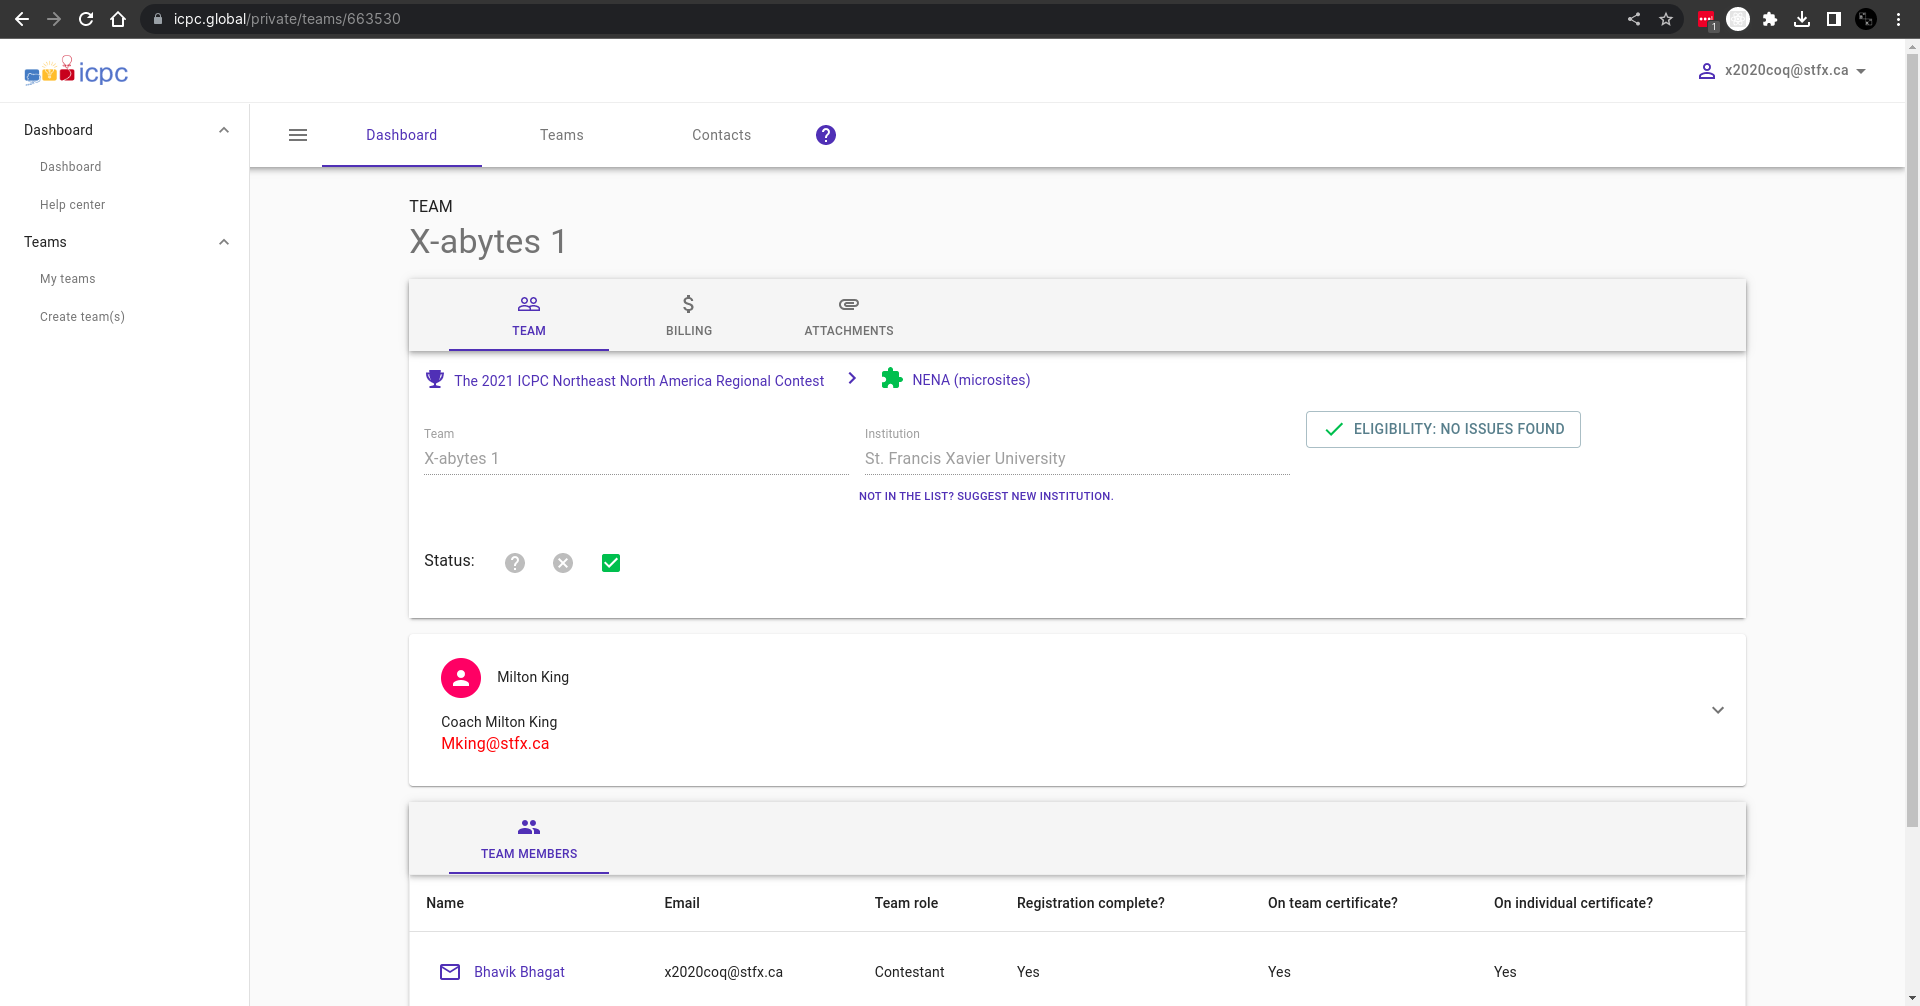 icpc.global/private/teams/663530
1
icpc
x2020coq@stfx.ca
Dashboard
Dashboard
Help center
Teams
My teams
Create team(s)
Dashboard
Teams
Contacts
?
TEAM
X-abytes 1
TEAM
$
BILLING
ATTACHMENTS
The 2021 ICPC Northeast North America Regional Contest
NENA (microsites)
Team
X-abytes 1
Institution
St. Francis Xavier University
ELIGIBILITY: NO ISSUES FOUND
NOT IN THE LIST? SUGGEST NEW INSTITUTION.
Status:
?
Milton King
Coach Milton King
Mking@stfx.ca
TEAM MEMBERS
Name Email Team role Registration complete? On team certificate? On individual certificate?
Bhavik Bhagat x2020coq@stfx.ca Contestant Yes Yes Yes